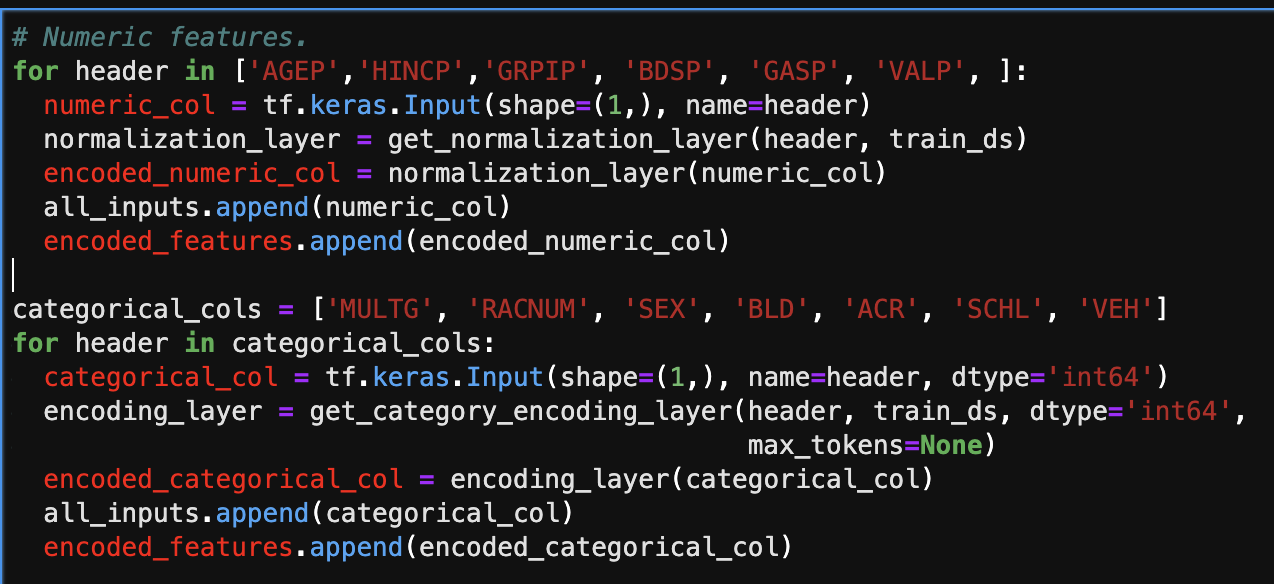 # Numeric features.
for header in ['AGEP','HINCP','GRPIP', 'BDSP', 'GASP', 'VALP', ]:
  numeric_col = tf.keras.Input(shape=(1,), name=header)
  normalization_layer = get_normalization_layer(header, train_ds)
  encoded_numeric_col = normalization_layer(numeric_col)
  all_inputs.append(numeric_col)
  encoded_features.append(encoded_numeric_col)
categorical_cols = ['MULTG', 'RACNUM', 'SEX', 'BLD', 'ACR', 'SCHL', 'VEH']
for header in categorical_cols:
  categorical_col = tf.keras.Input(shape=(1,), name=header, dtype='int64')
  encoding_layer = get_category_encoding_layer(header, train_ds, dtype='int64',
                                               max_tokens=None)
  encoded_categorical_col = encoding_layer(categorical_col)
  all_inputs.append(categorical_col)
  encoded_features.append(encoded_categorical_col)